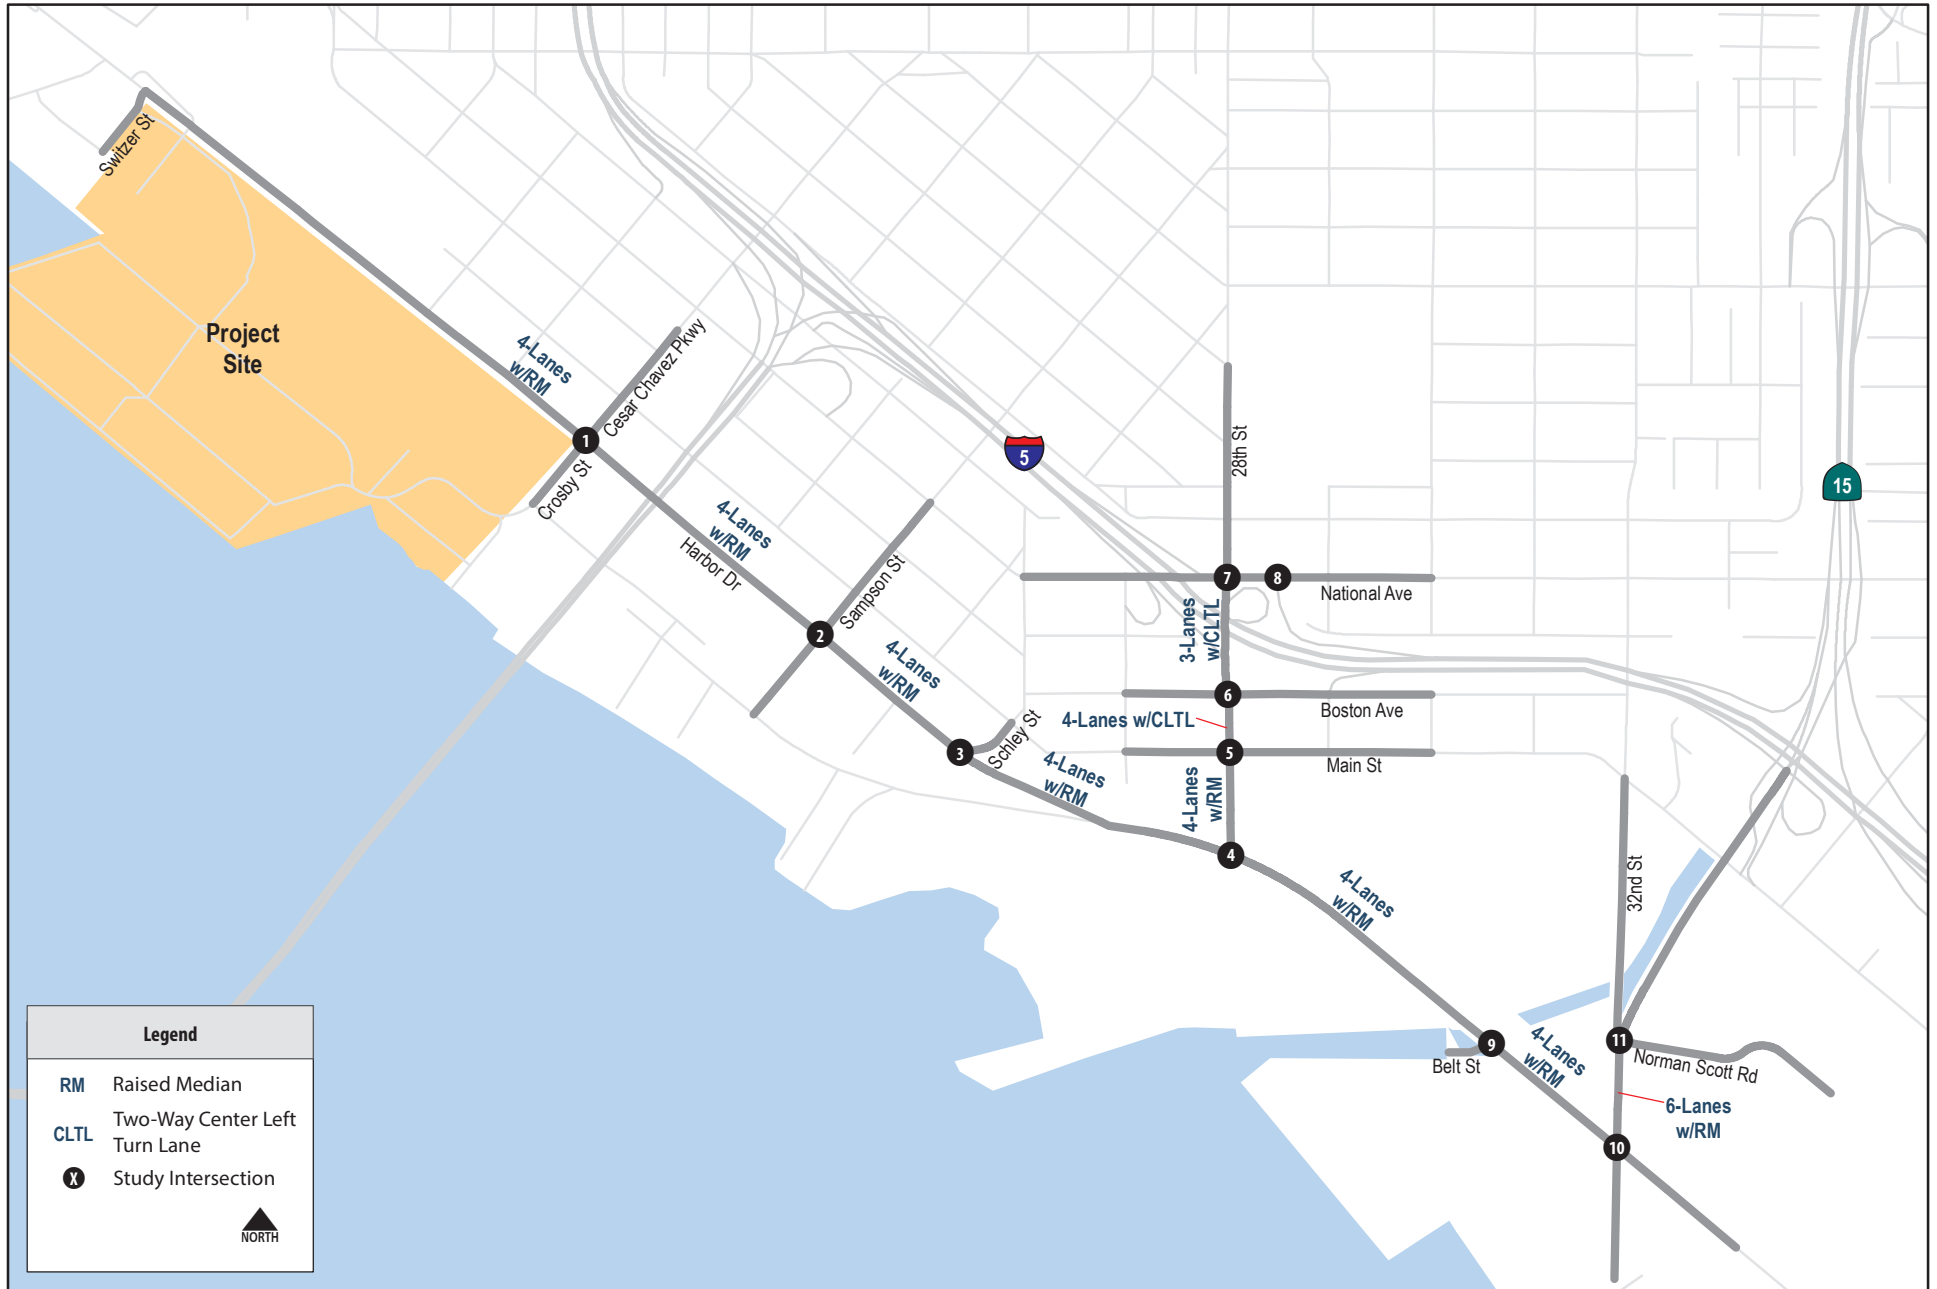 Switzer St
Project
Site
4-Lanes
w/RM
Cesar Chavez Pkwy
1
Crosby St
5
28th St
15
4-Lanes
w/RM
Harbor Dr
Sampson St
2
7
8
National Ave
3-Lanes
w/CLTL
4-Lanes
w/RM
6
Boston Ave
4-Lanes w/CLTL
3
Schley St
5
Main St
4-Lanes
w/RM
4-Lanes
w/RM
4
4-Lanes
w/RM
32nd St
9
Belt St
4-Lanes
w/RM
11
Norman Scott Rd
6-Lanes
w/RM
10
Legend
RM Raised Median
CLTL Two-Way Center Left
Turn Lane
X Study Intersection
NORTH